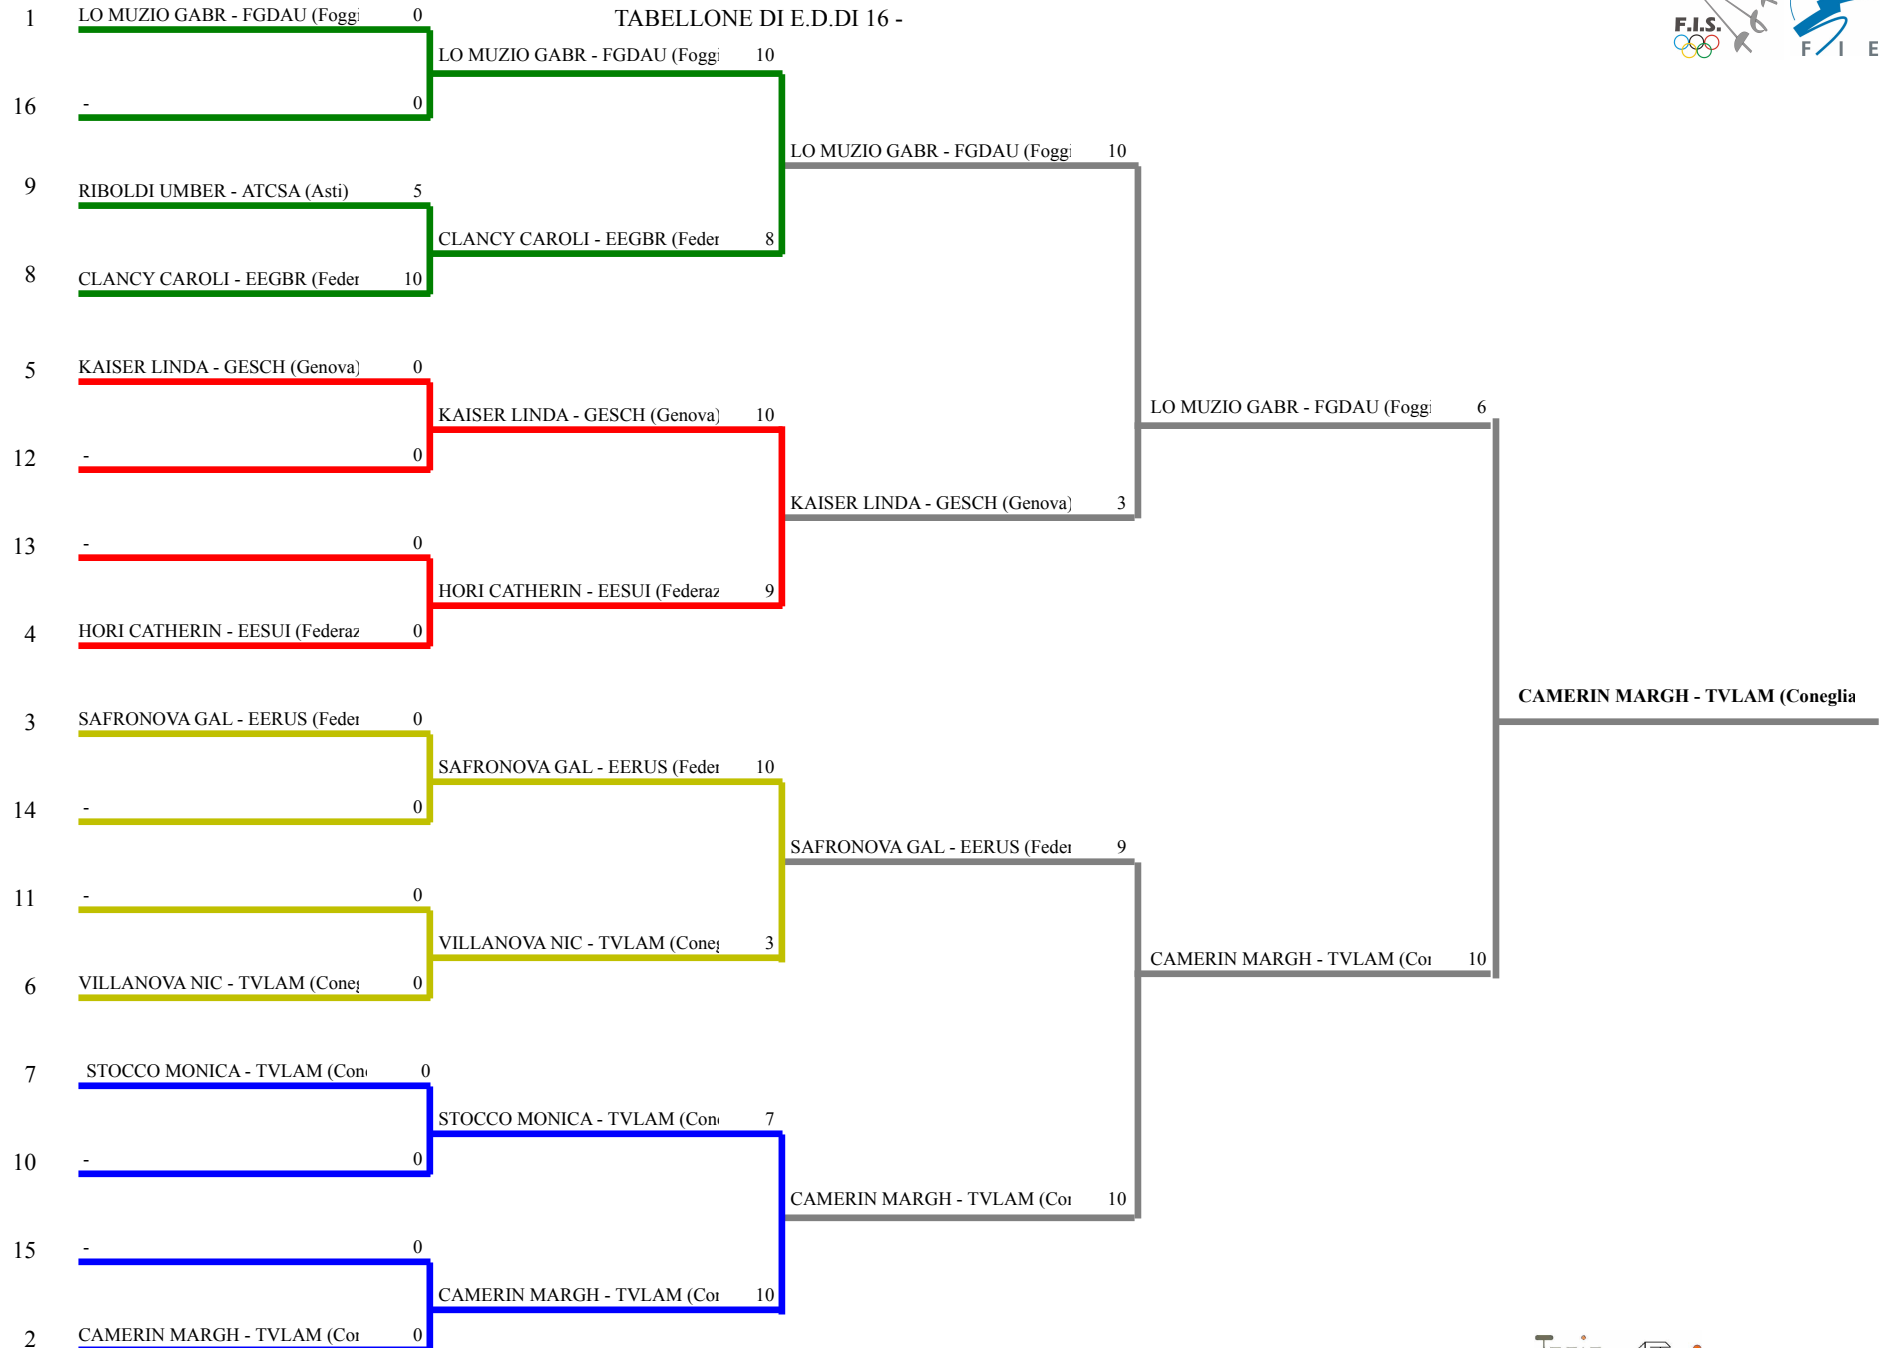 TABELLONE DI E.D.DI 16 -
F.I.S.
F I E
1 LO MUZIO GABR - FGDAU (Foggi 0
LO MUZIO GABR - FGDAU (Foggi 10
16 - 0
LO MUZIO GABR - FGDAU (Foggi 10
9 RIBOLDI UMBER - ATCSA (Asti) 5
CLANCY CAROLI - EEGBR (Feder 8
8 CLANCY CAROLI - EEGBR (Feder 10
5 KAISER LINDA - GESCH (Genova) 0
KAISER LINDA - GESCH (Genova) 10
LO MUZIO GABR - FGDAU (Foggi 6
12 - 0
KAISER LINDA - GESCH (Genova) 3
13 - 0
HORI CATHERIN - EESUI (Federaz 9
4 HORI CATHERIN - EESUI (Federaz 0
CAMERIN MARGH - TVLAM (Coneglia
3 SAFRONOVA GAL - EERUS (Feder 0
SAFRONOVA GAL - EERUS (Feder 10
14 - 0
SAFRONOVA GAL - EERUS (Feder 9
11 - 0
VILLANOVA NIC - TVLAM (Coneg 3
CAMERIN MARGH - TVLAM (Cor 10
6 VILLANOVA NIC - TVLAM (Coneg 0
7 STOCCO MONICA - TVLAM (Cone 0
STOCCO MONICA - TVLAM (Cone 7
10 - 0
CAMERIN MARGH - TVLAM (Cor 10
15 - 0
CAMERIN MARGH - TVLAM (Cor 10
2 CAMERIN MARGH - TVLAM (Cor 0